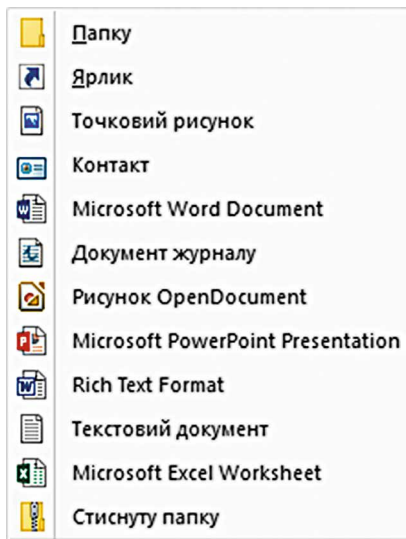 Папку
Ярлик
Точковий рисунок
Контакт
Microsoft Word Document
Документ журналу
Рисунок OpenDocument
Microsoft PowerPoint Presentation
Rich Text Format
Текстовий документ
Microsoft Excel Worksheet
Стиснуту папку